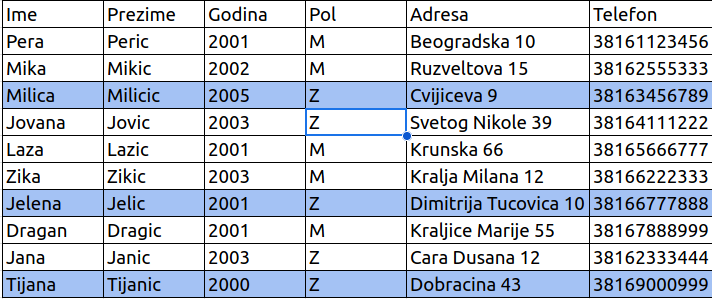 Ime Prezime Godina Pol Adresa Telefon
Pera Peric 2001 M Beogradska 10 38161123456
Mika Mikic 2002 M Ruzveltova 15 38162555333
Milica Milicic 2005 Z Cvijiceva 9 38163456789
Jovana Jovic 2003 Z Svetog Nikole 39 38164111222
Laza Lazic 2001 M Krunska 66 38165666777
Zika Zikic 2003 M Kralja Milana 12 38166222333
Jelena Jelic 2001 Z Dimitrija Tucovica 10 38166777888
Dragan Dragic 2001 M Kraljice Marije 55 38167888999
Jana Janic 2003 Z Cara Dusana 12 38162333444
Tijana Tijanic 2000 Z Dobracina 43 38169000999